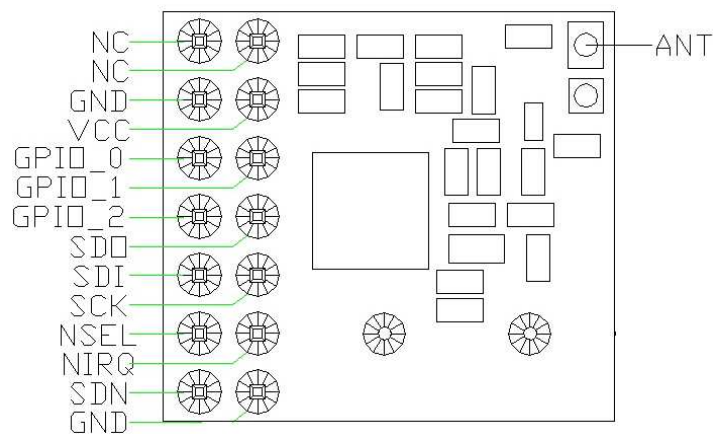 NC
ANT
NC
GND
VCC
GPIO_0
GPIO_1
GPIO_2
SDO
SDI
SCK
NSEL
NIRQ
SDN
GND